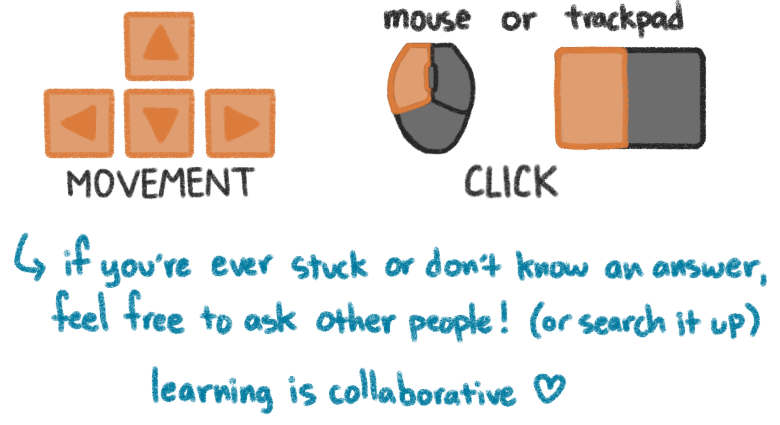 mouse or trackpad
MOVEMENT
CLICK
if you're ever stuck or don't know an answer,
feel free to ask other people! (or search it up)
learning is collaborative ♡